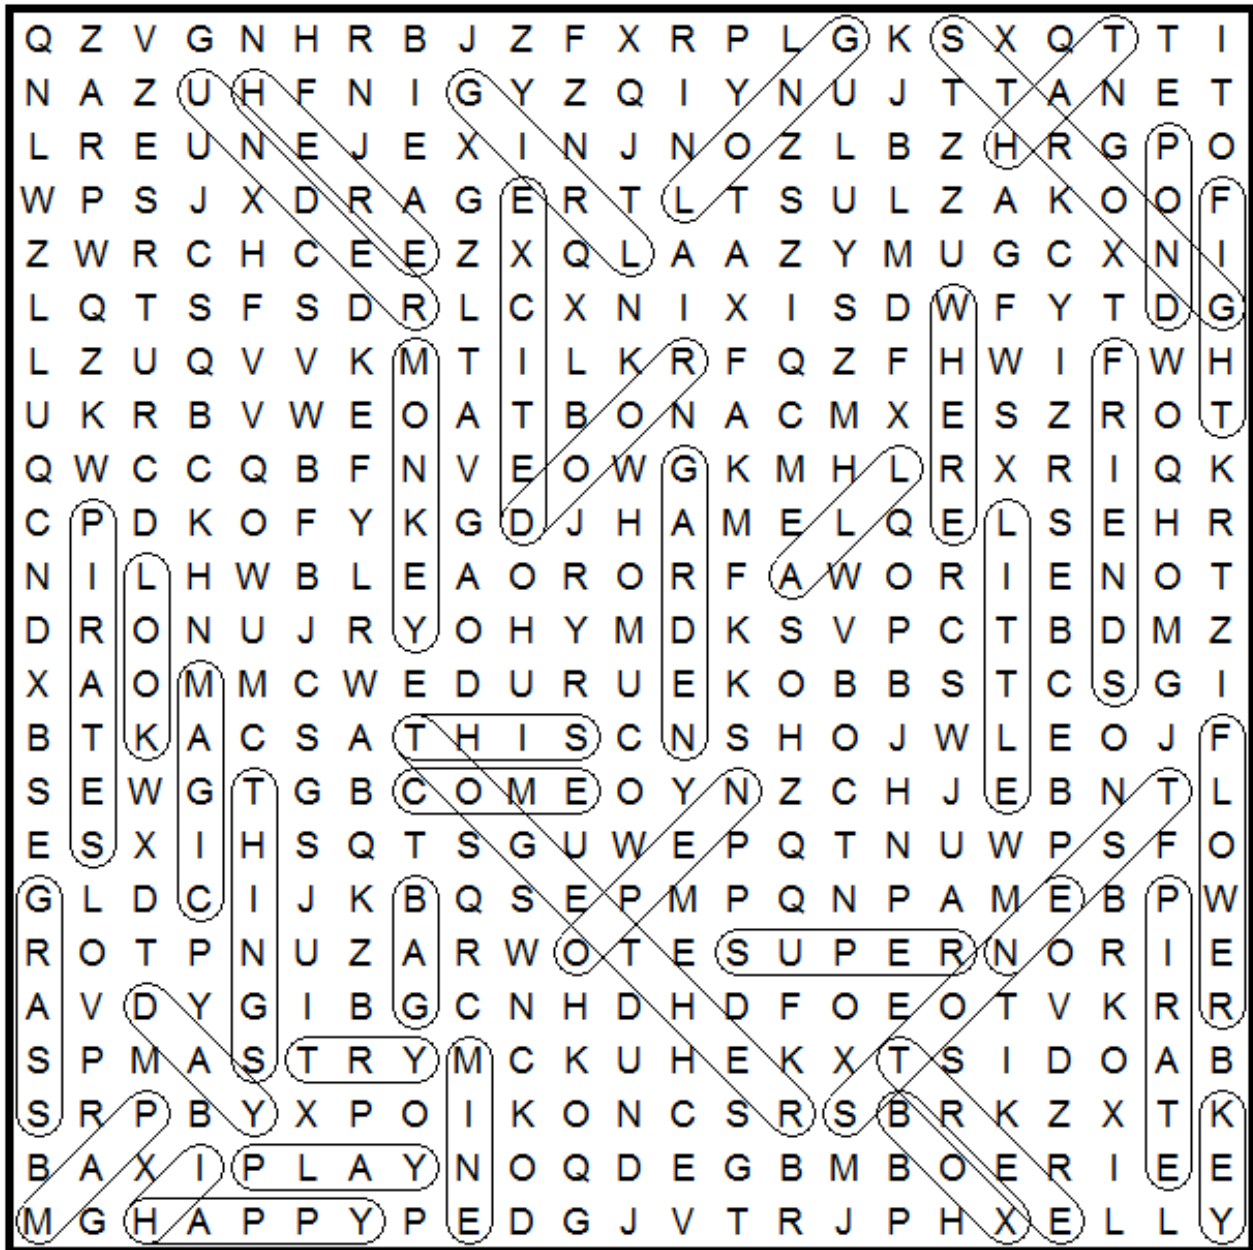 Q Z V G N H R B J Z F X R P L G K S X Q T T I
N A Z U H F N I G Y Z Q I Y N U J T T A N E T
L R E U N E J E X I N J N O Z L B Z H R G P O
W P S J X D R A G E R T L T S U L Z A K O O F
Z W R C H C E E Z X Q L A A Z Y M U G C X N I
L Q T S F S D R L C X N I X I S D W F Y T D G
L Z U Q V V K M T I L K R F Q Z F H W I F W H
U K R B V W E O A T B O N A C M X E S Z R O T
Q W C C Q B F N V E O W G K M H L R X R I Q K
C P D K O F Y K G D J H A M E L Q E L S E H R
N I L H W B L E A O R O R F A W O R I E N O T
D R O N U J R Y O H Y M D K S V P C T B D M Z
X A O M M C W E D U R U E K O B B S T C S G I
B T K A C S A T H I S C N S H O J W L E O J F
S E W G T G B C O M E O Y N Z C H J E B N T L
E S X I H S Q T S G U W E P Q T N U W P S F O
G L D C I J K B Q S E P M P Q N P A M E B P W
R O T P N U Z A R W O T E S U P E R N O R I E
A V D Y G I B G C N H D H D F O E O T V K R R
S P M A S T R Y M C K U H E K X T S I D O A B
S R P B Y X P O I K O N C S R S B R K Z X T K
B A X I P L A Y N O Q D E G B M B O E R I E E
M G H A P P Y P E D G J V T R J P H X E L L Y